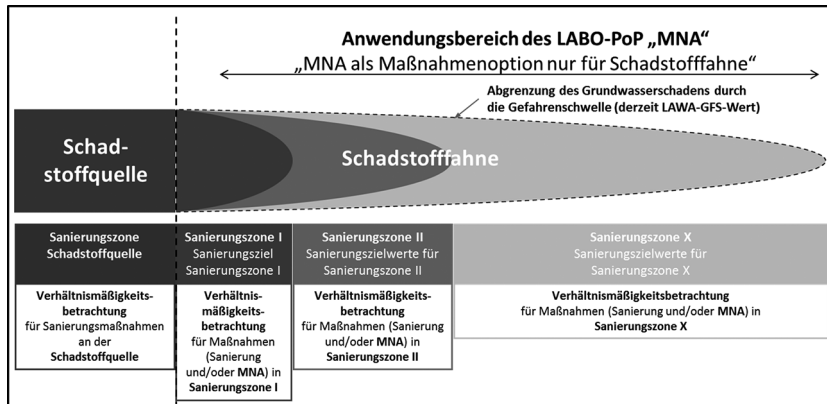 Anwendungsbereich des LABO-PoP „MNA“
„MNA als Maßnahmenoption nur für Schadstofffahne“
Abgrenzung des Grundwasserschadens durch
die Gefahrenschwelle (derzeit LAWA-GFS-Wert)
Schad-
stoffquelle
Schadstofffahne
Sanierungszone
Schadstoffquelle
Sanierungszone I
Sanierungsziel
Sanierungszone I
Sanierungszone II
Sanierungszielwerte für
Sanierungszone II
Sanierungszone X
Sanierungszielwerte für
Sanierungszone X
Verhältnismäßigkeits-
betrachtung
für Sanierungsmaßnahmen
an der
Schadstoffquelle
Verhältnis-
mäßigkeits-
betrachtung
für Maßnahmen
(Sanierung
und/oder MNA) in
Sanierungszone I
Verhältnismäßigkeits-
betrachtung
für Maßnahmen (Sanierung
und/oder MNA) in
Sanierungszone II
Verhältnismäßigkeitsbetrachtung
für Maßnahmen (Sanierung und/oder MNA) in
Sanierungszone X